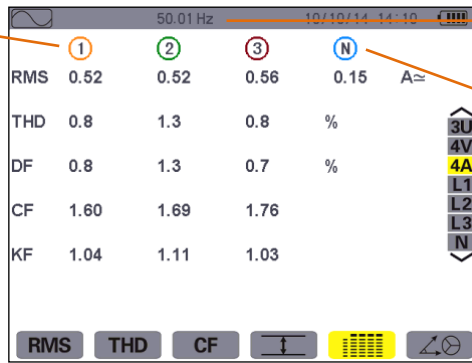 50.01 Hz 10/10/14 14:10
1 2 3 N
RMS 0.52 0.52 0.56 0.15 A≃
THD 0.8 1.3 0.8 %
DF 0.8 1.3 0.7 %
CF 1.60 1.69 1.76
KF 1.04 1.11 1.03
3U
4V
4A
L1
L2
L3
N
RMS THD CF